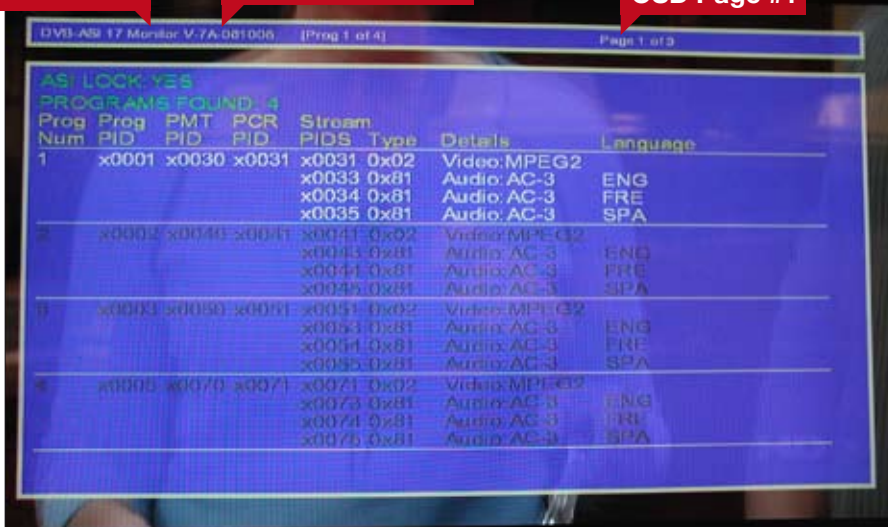 OSD Page #1
DVB-ASI 17 Monitor V-7A-081006 [Prog 1 of 4] Page 1 of 3
ASI LOCK: YES
PROGRAMS FOUND: 4
Prog Prog PMT PCR Stream
Num PID PID PID PIDS Type Details Language
1 x0001 x0030 x0031 x0031 0x02 Video:MPEG2
x0033 0x81 Audio:AC-3 ENG
x0034 0x81 Audio:AC-3 FRE
x0035 0x81 Audio:AC-3 SPA
2 x0002 x0040 x0041 x0041 0x02 Video:MPEG2
x0043 0x81 Audio:AC-3 ENG
x0044 0x81 Audio:AC-3 FRE
x0045 0x81 Audio:AC-3 SPA
3 x0003 x0050 x0051 x0051 0x02 Video:MPEG2
x0053 0x81 Audio:AC-3 ENG
x0054 0x81 Audio:AC-3 FRE
x0055 0x81 Audio:AC-3 SPA
4 x0070 x0071 x0071 0x02 Video:MPEG2
x0073 0x81 Audio:AC-3 ENG
x0074 0x81 Audio:AC-3 FRE
x0075 0x81 Audio:AC-3 SPA